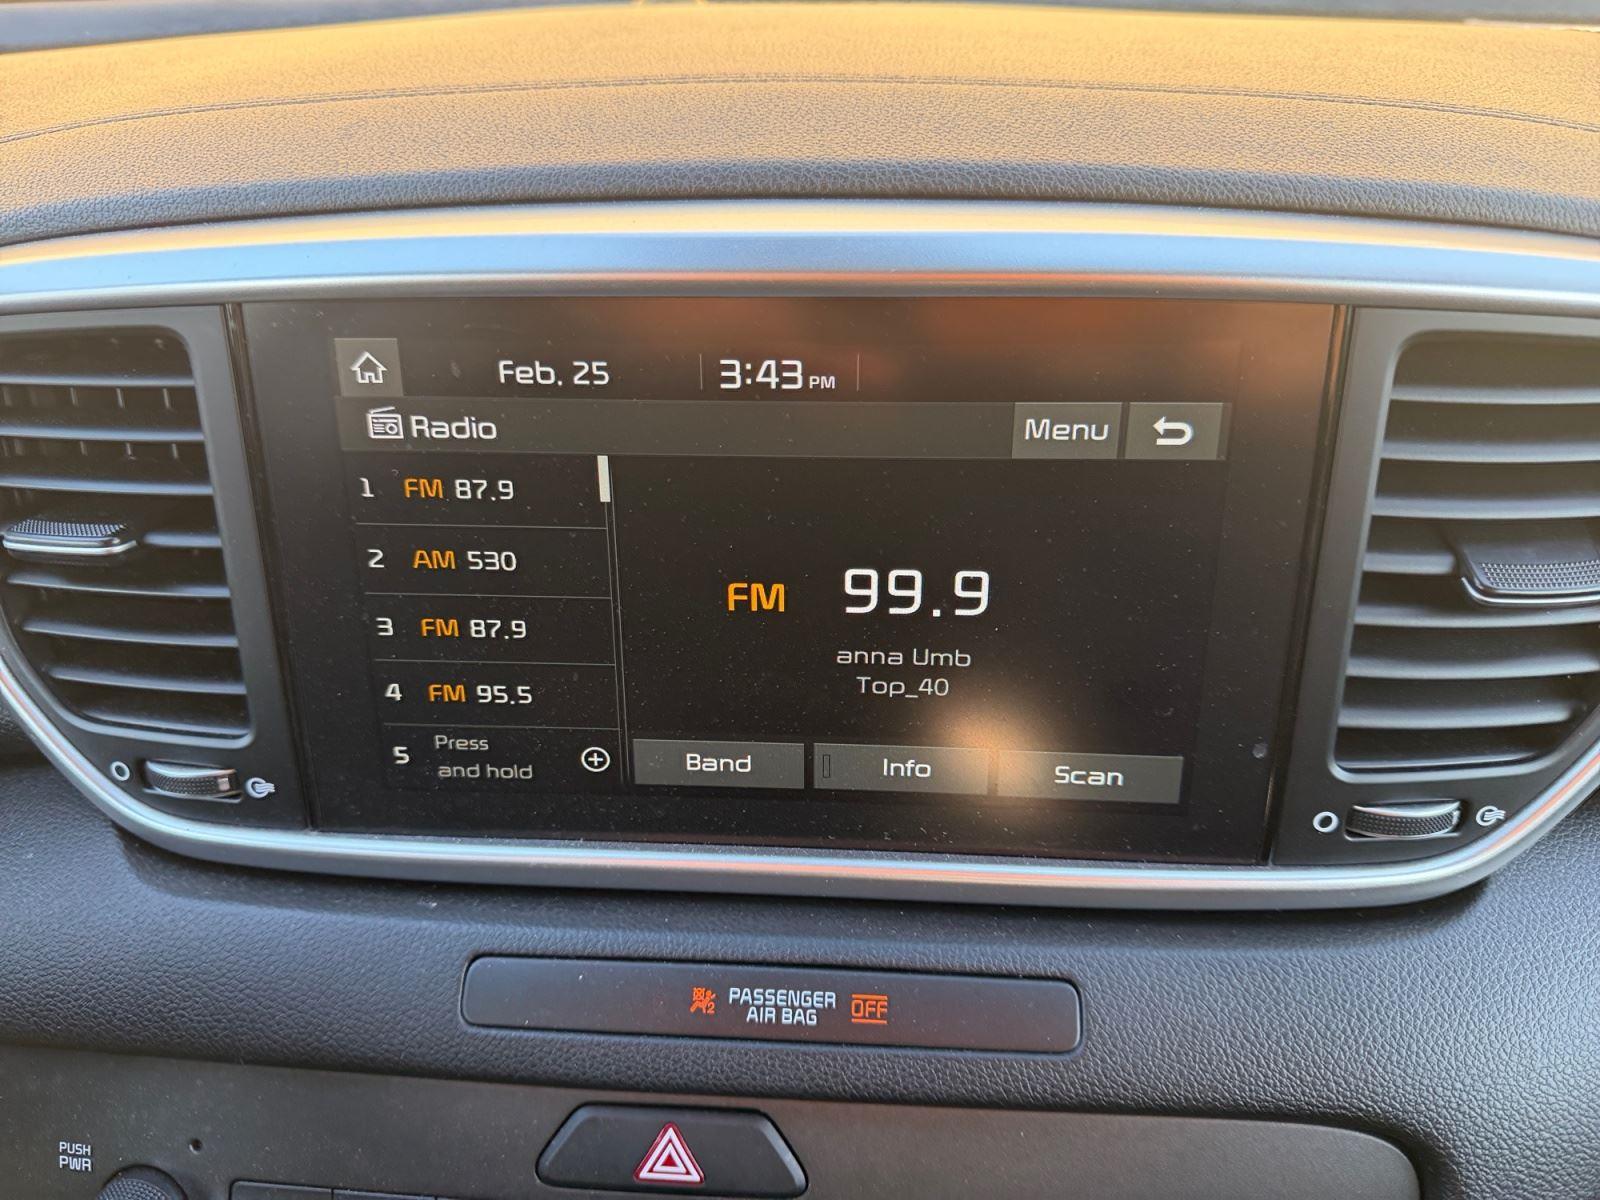 Feb. 25 3:43 PM
Radio Menu
1 FM 87.9
2 AM 530
3 FM 87.9
4 FM 95.5
5 Press
and hold
FM 99.9
anna Umb
Top_40
Band Info Scan
2 PASSENGER
AIR BAG OFF
PUSH
PWR